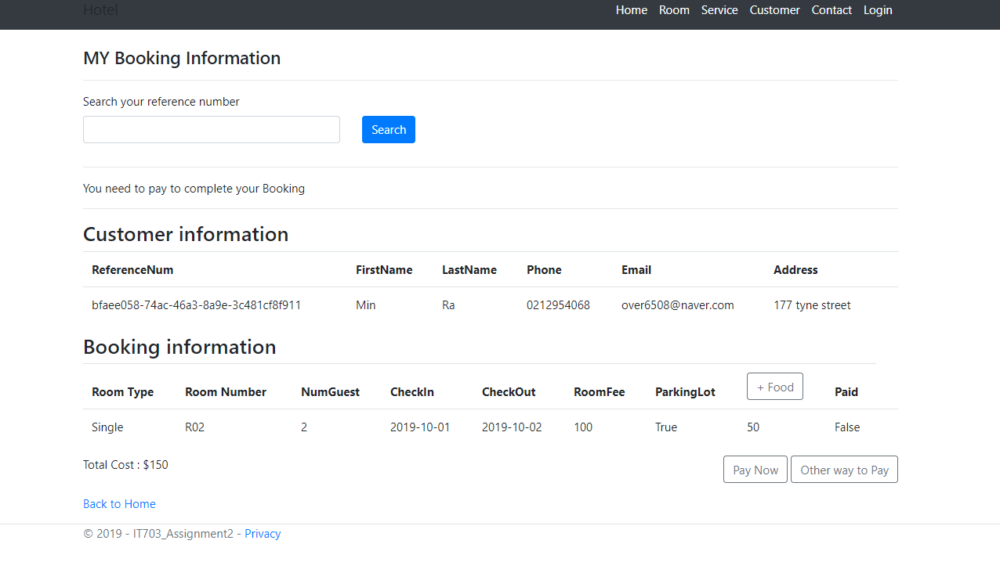 Hotel Home Room Service Customer Contact Login
MY Booking Information
Search your reference number
Search
You need to pay to complete your Booking
Customer information
ReferenceNum FirstName LastName Phone Email Address
bfaee058-74ac-46a3-8a9e-3c481cf8f911 Min Ra 0212954068 over6508@naver.com 177 tyne street
Booking information
Room Type Room Number NumGuest CheckIn CheckOut RoomFee ParkingLot + Food Paid
Single R02 2 2019-10-01 2019-10-02 100 True 50 False
Total Cost : $150 Pay Now Other way to Pay
Back to Home
© 2019 - IT703_Assignment2 - Privacy